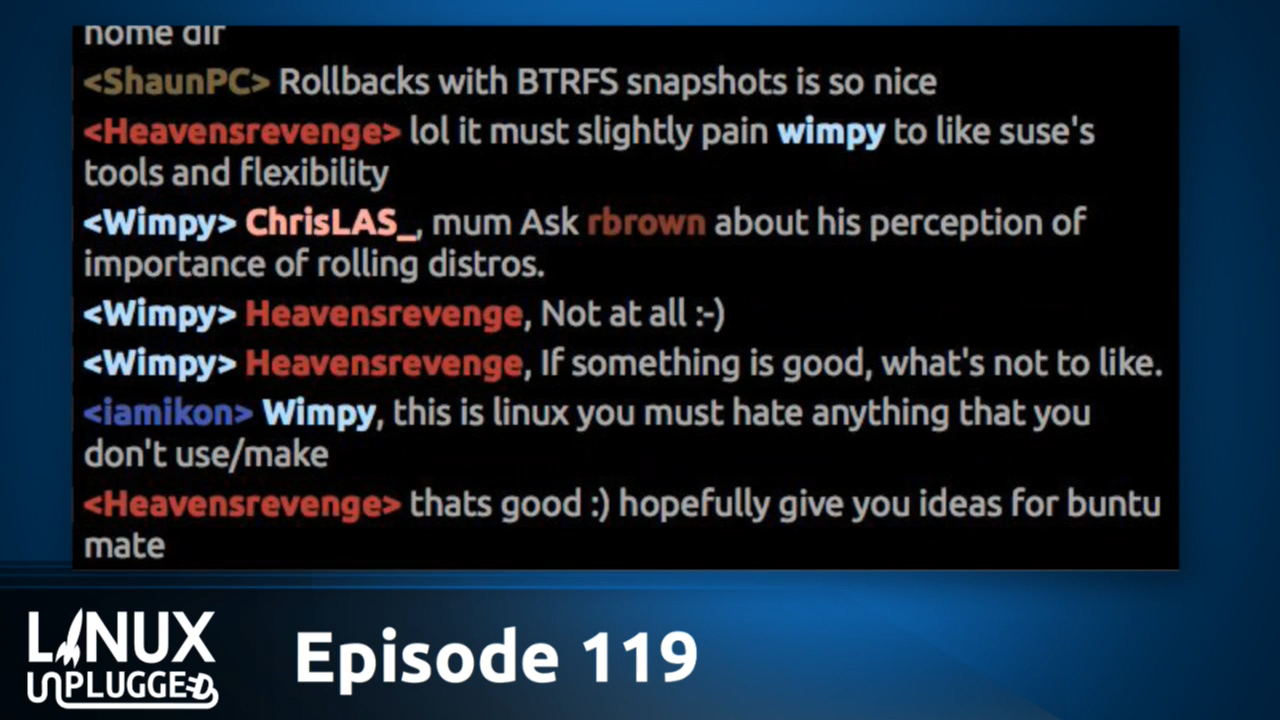 home dir
<ShaunPC> Rollbacks with BTRFS snapshots is so nice
<Heavensrevenge> lol it must slightly pain wimpy to like suse's
tools and flexibility
<Wimpy> ChrisLAS_, mum Ask rbrown about his perception of
importance of rolling distros.
<Wimpy> Heavensrevenge, Not at all :-)
<Wimpy> Heavensrevenge, If something is good, what's not to like.
<iamikon> Wimpy, this is linux you must hate anything that you
don't use/make
<Heavensrevenge> thats good :) hopefully give you ideas for buntu
mate
LINUX
UNPLUGGED
Episode 119